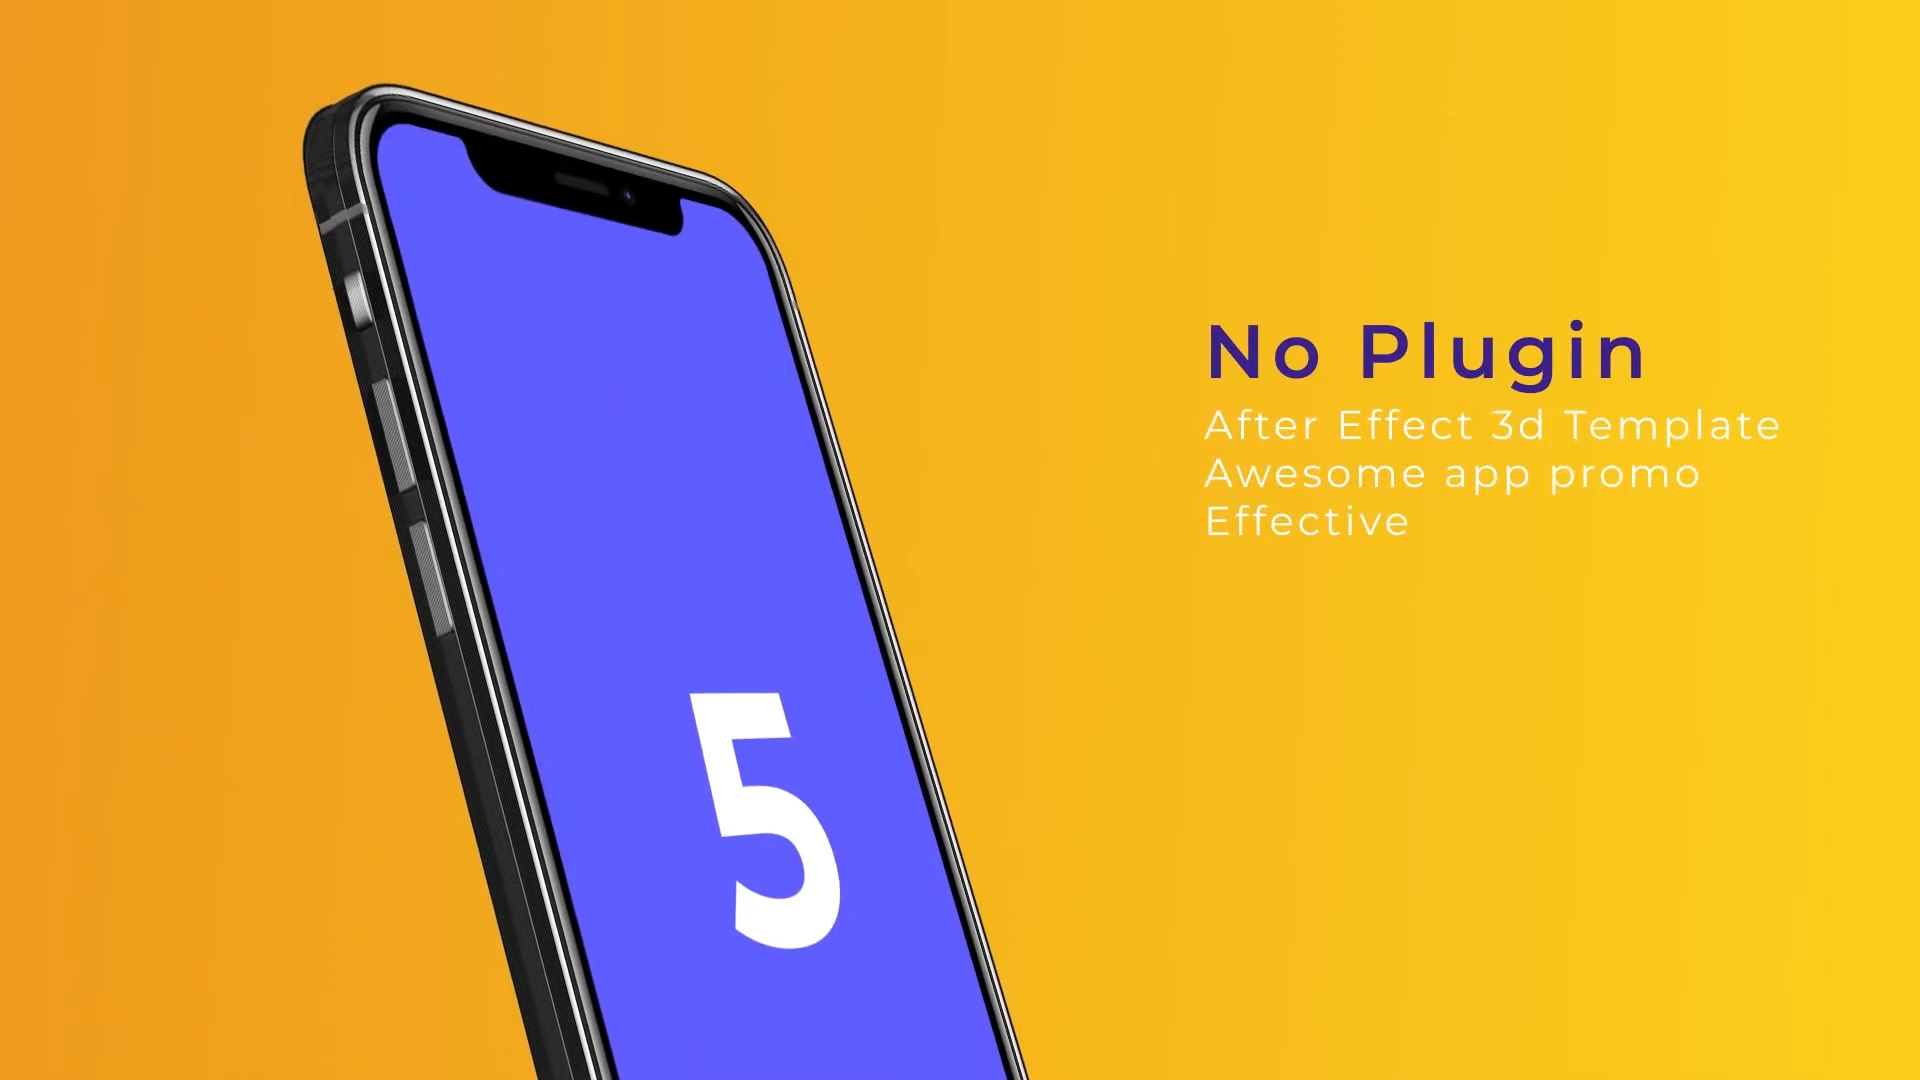 No Plugin
After Effect 3d Template
Awesome app promo
Effective
5